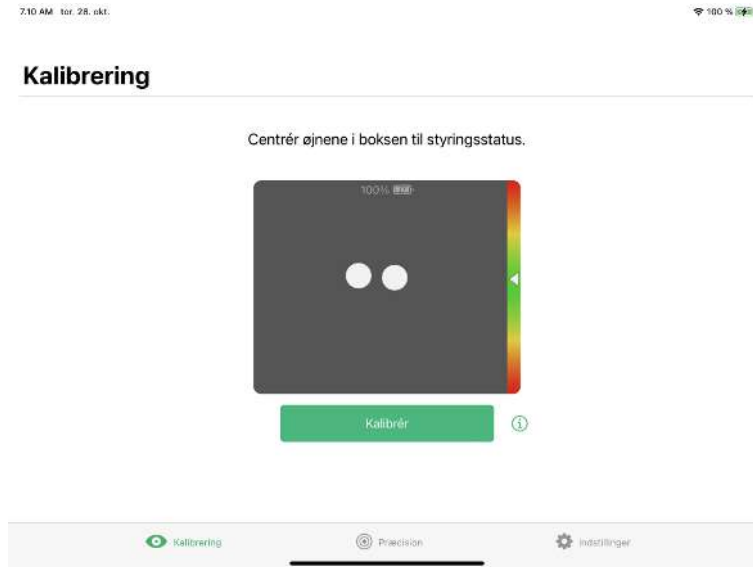 7.10 AM tor. 28. okt.
100 %
Kalibrering
Centrér øjnene i boksen til styringsstatus.
100%
Kalibrér
Kalibrering
Præcision
Indstillinger